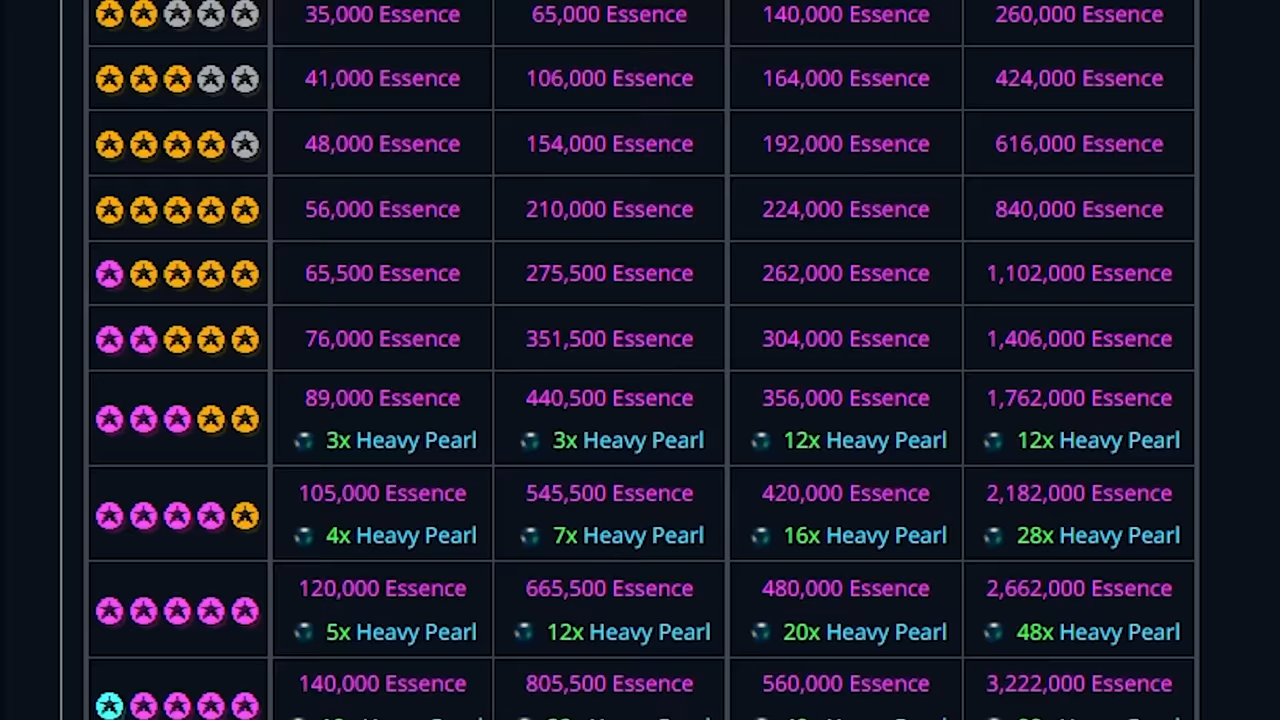 35,000 Essence 65,000 Essence 140,000 Essence 260,000 Essence
41,000 Essence 106,000 Essence 164,000 Essence 424,000 Essence
48,000 Essence 154,000 Essence 192,000 Essence 616,000 Essence
56,000 Essence 210,000 Essence 224,000 Essence 840,000 Essence
65,500 Essence 275,500 Essence 262,000 Essence 1,102,000 Essence
76,000 Essence 351,500 Essence 304,000 Essence 1,406,000 Essence
89,000 Essence 440,500 Essence 356,000 Essence 1,762,000 Essence
3x Heavy Pearl 3x Heavy Pearl 12x Heavy Pearl 12x Heavy Pearl
105,000 Essence 545,500 Essence 420,000 Essence 2,182,000 Essence
4x Heavy Pearl 7x Heavy Pearl 16x Heavy Pearl 28x Heavy Pearl
120,000 Essence 665,500 Essence 480,000 Essence 2,662,000 Essence
5x Heavy Pearl 12x Heavy Pearl 20x Heavy Pearl 48x Heavy Pearl
140,000 Essence 805,500 Essence 560,000 Essence 3,222,000 Essence